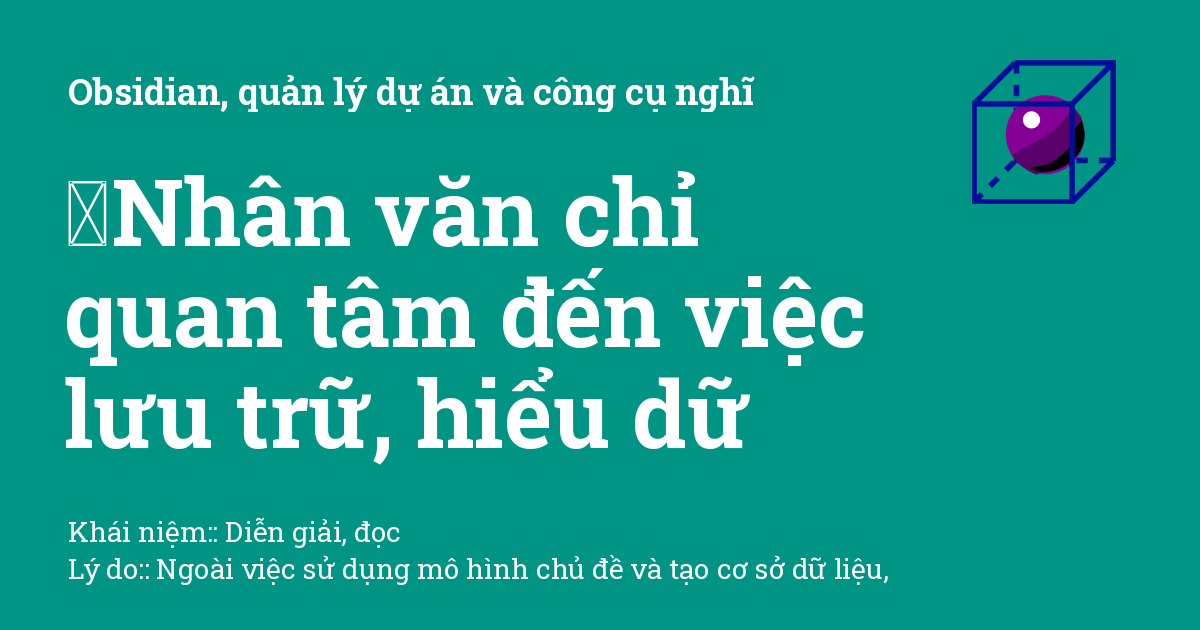 Obsidian, quản lý dự án và công cụ nghĩ
Nhân văn chỉ
quan tâm đến việc
lưu trữ, hiểu dữ
Khái niệm:: Diễn giải, đọc
Lý do:: Ngoài việc sử dụng mô hình chủ đề và tạo cơ sở dữ liệu,